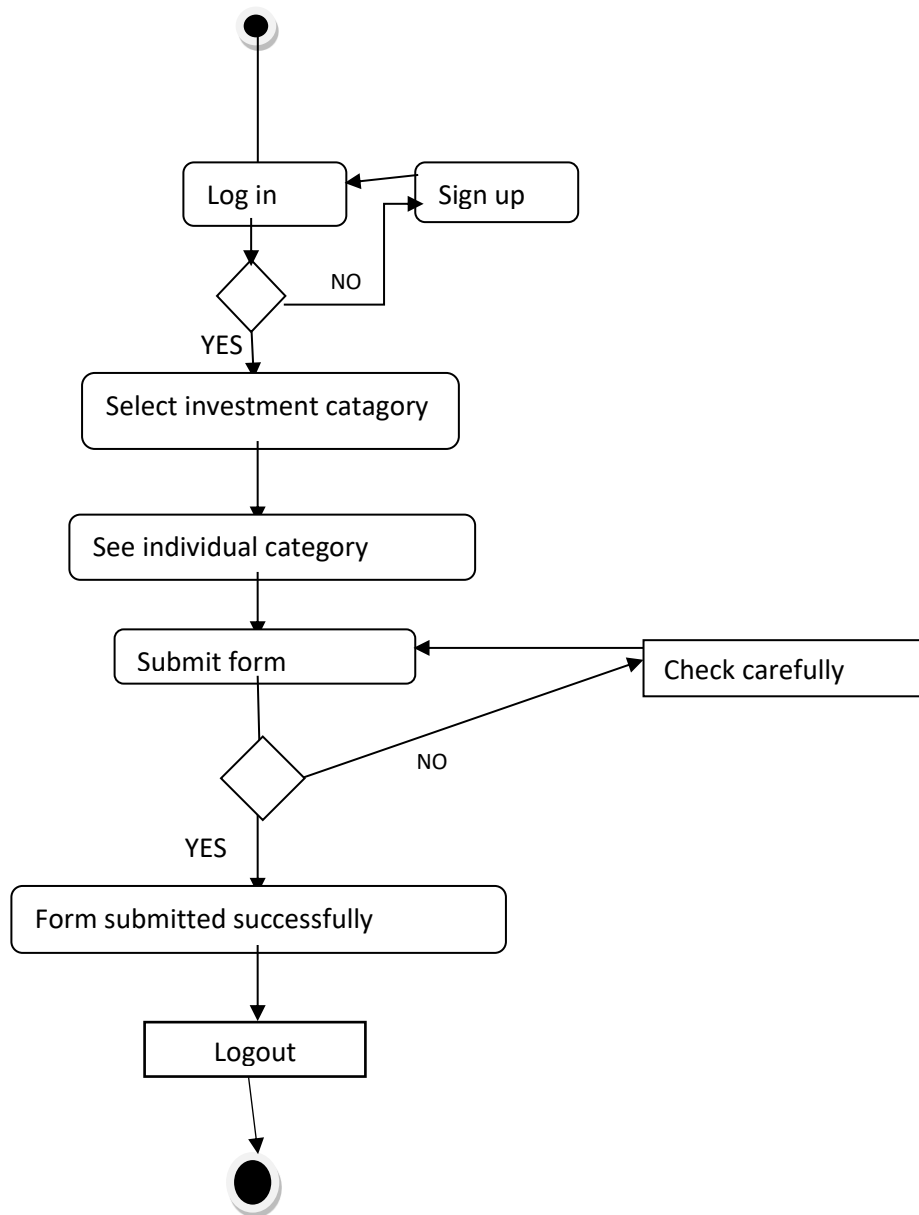 Log in
Sign up
NO
YES
Select investment catagory
See individual category
Submit form
Check carefully
NO
YES
Form submitted successfully
Logout